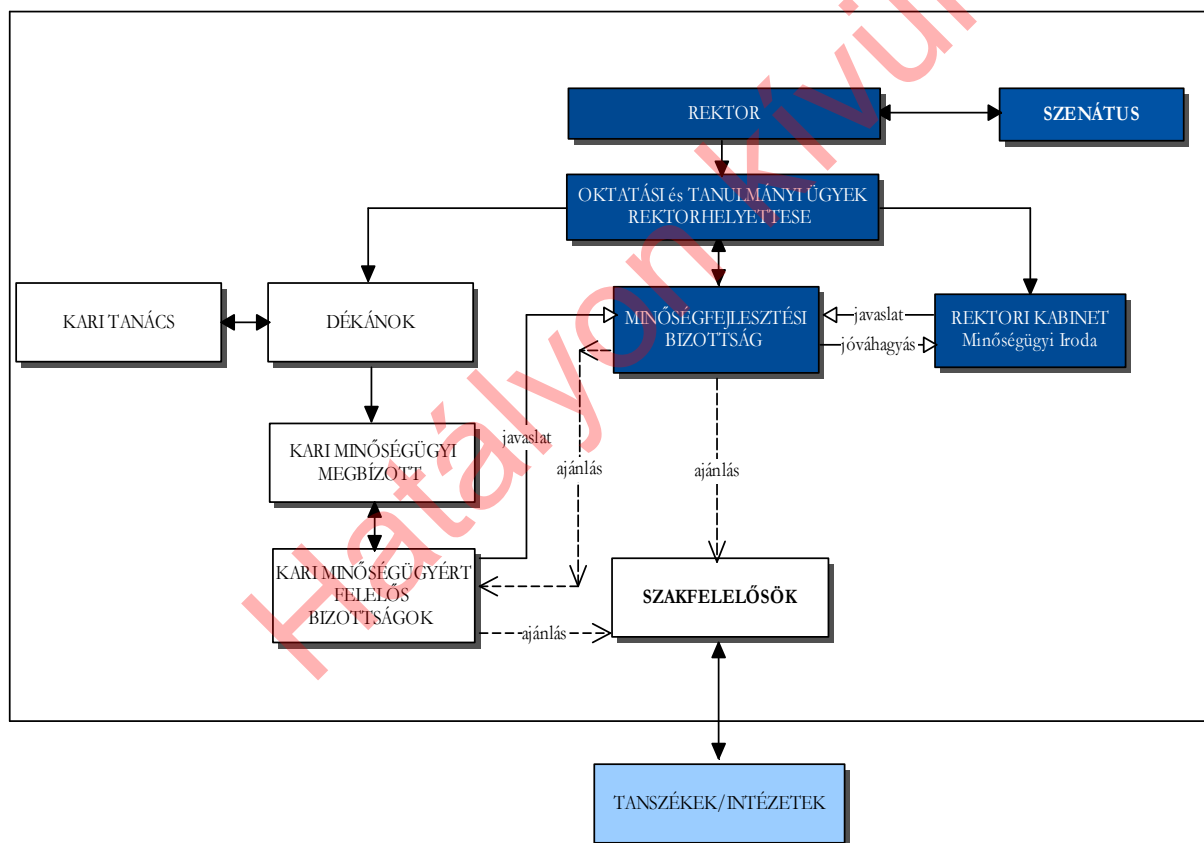 REKTOR
SZENÁTUS
OKTATÁSI és TANULMÁNYI ÜGYEK
REKTORHELYETTESE
KARI TANÁCS
DÉKÁNOK
MINŐSÉGFEJLESZTÉSI
BIZOTTSÁG
javaslat
jóváhagyás
REKTORI KABINET
Minőségügyi Iroda
KARI MINŐSÉGÜGYI
MEGBÍZOTT
javaslat
ajánlás
ajánlás
KARI MINŐSÉGÜGYÉRT
FELELŐS
BIZOTTSÁGOK
ajánlás
SZAKFELELŐSÖK
TANSZÉKEK/INTÉZETEK
Hatályon kívül